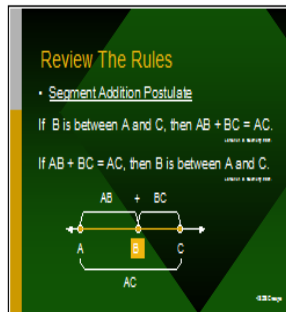 Review The Rules
• Segment Addition Postulate
If B is between A and C, then AB + BC = AC.
If AB + BC = AC, then B is between A and C.
AB + BC
A B C
AC